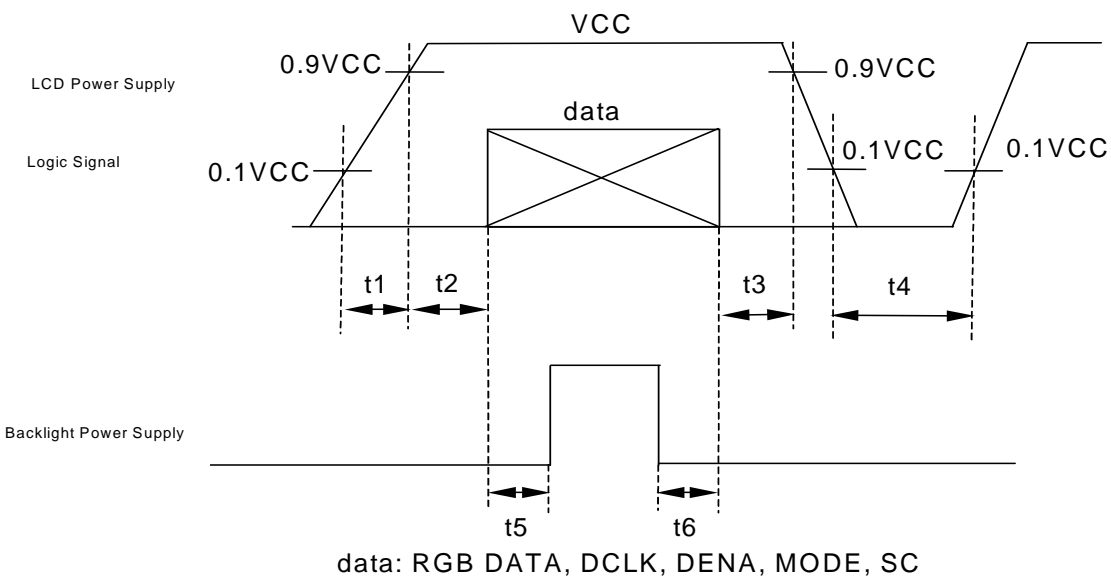 VCC
0.9VCC
0.9VCC
LCD Power Supply
data
Logic Signal
0.1VCC
0.1VCC
0.1VCC
t1
t2
t3
t4
Backlight Power Supply
t5
t6
data: RGB DATA, DCLK, DENA, MODE, SC